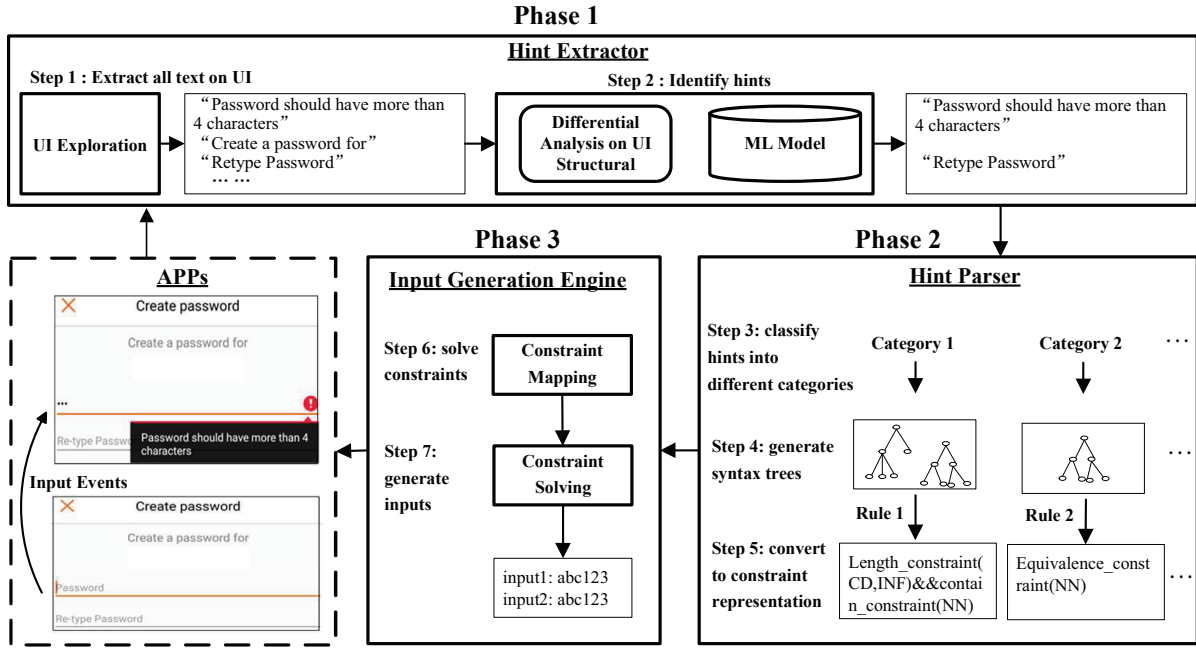 Phase 1
Hint Extractor
Step 1 : Extract all text on UI
Step 2 : Identify hints
UI Exploration
“Password should have more than
4 characters”
“Create a password for”
“Retype Password”
... ...
Differential
Analysis on UI
Structural
ML Model
“Password should have more than
4 characters”
“Retype Password”
Phase 3
Phase 2
APPs
Create password
Create a password for
Re-type Password
Password should have more than 4
characters
Input Events
Create password
Create a password for
Password
Re-type Password
Input Generation Engine
Step 6: solve
constraints
Constraint
Mapping
Step 7:
generate
inputs
Constraint
Solving
input1: abc123
input2: abc123
Hint Parser
Step 3: classify
hints into
different categories
Category 1
Category 2
...
Step 4: generate
syntax trees
...
Rule 1
Rule 2
Step 5: convert
to constraint
representation
Length_constraint(
CD,INF)&&contai
n_constraint(NN)
Equivalence_const
raint(NN)
...